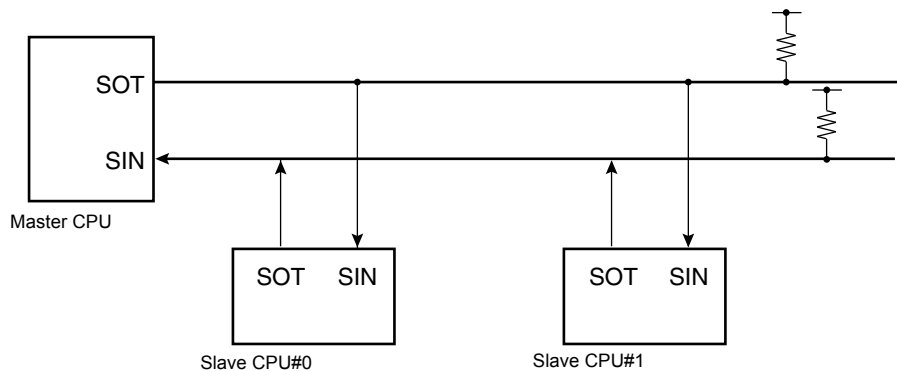 SOT
SIN
Master CPU
SOT SIN
Slave CPU#0
SOT SIN
Slave CPU#1